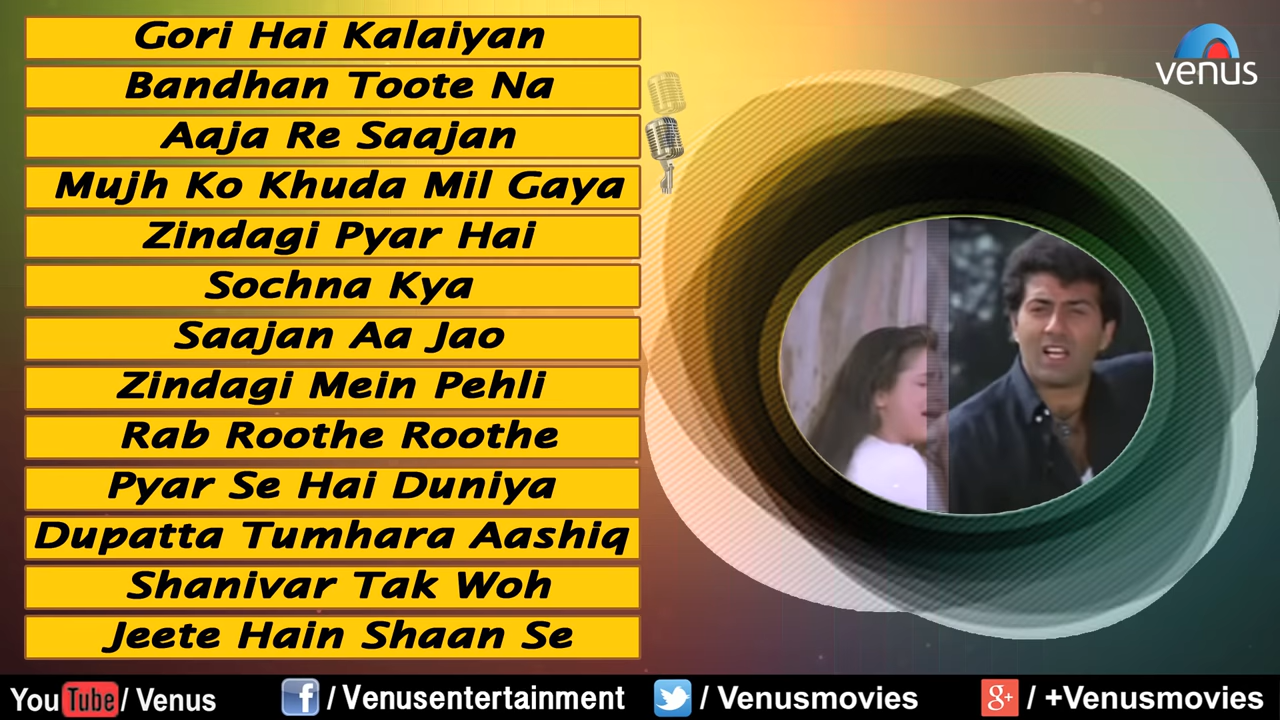 Gori Hai Kalaiyan
Bandhan Toote Na
Aaja Re Saajan
Mujh Ko Khuda Mil Gaya
Zindagi Pyar Hai
Sochna Kya
Saajan Aa Jao
Zindagi Mein Pehli
Rab Roothe Roothe
Pyar Se Hai Duniya
Dupatta Tumhara Aashiq
Shanivar Tak Woh
Jeete Hain Shaan Se
venus
You Tube / Venus
f / Venusentertainment
/ Venusmovies
g+ / +Venusmovies